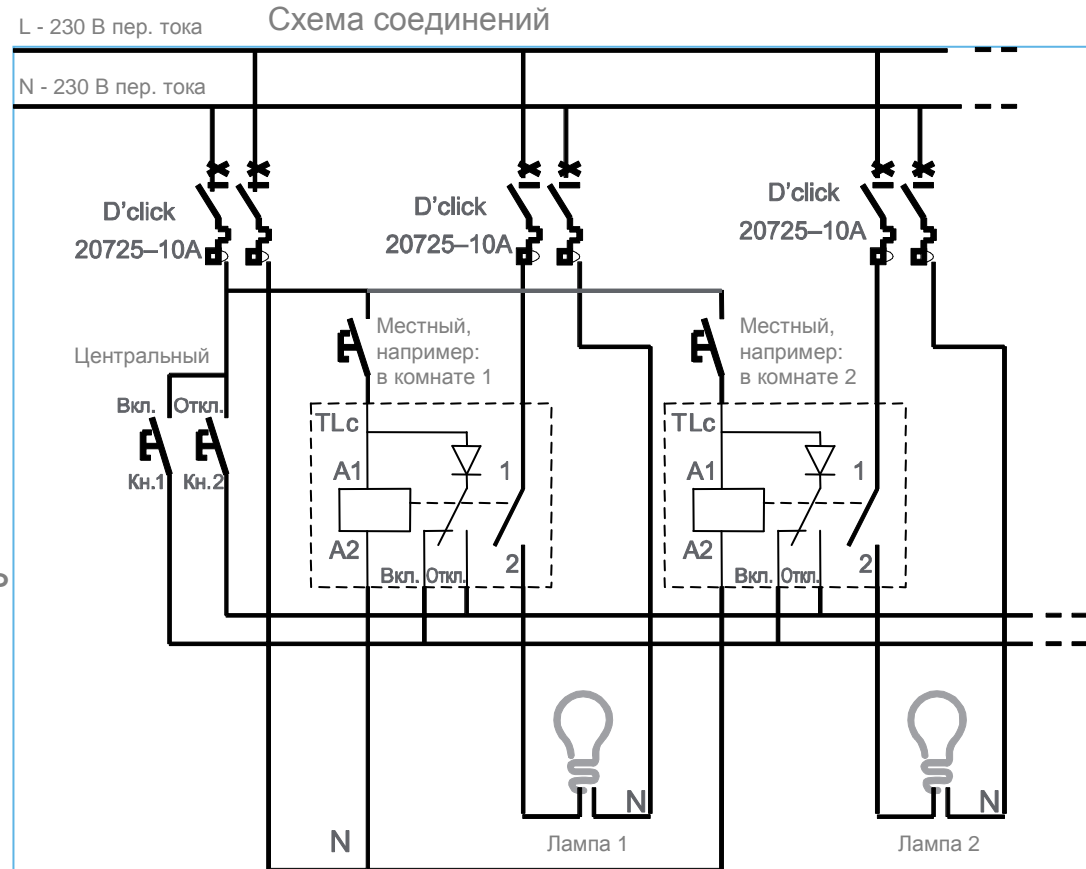 Схема соединений
L - 230 В пер. тока
N - 230 В пер. тока
D'click
20725–10A
D'click
20725–10A
D'click
20725–10A
Центральный
Вкл.
Откл.
Кн.1
Кн.2
Местный,
например:
в комнате 1
Местный,
например:
в комнате 2
TLc
A1
1
A2
2
Вкл.
Откл.
TLc
A1
1
A2
2
Вкл.
Откл.
N
N
N
Лампа 1
Лампа 2